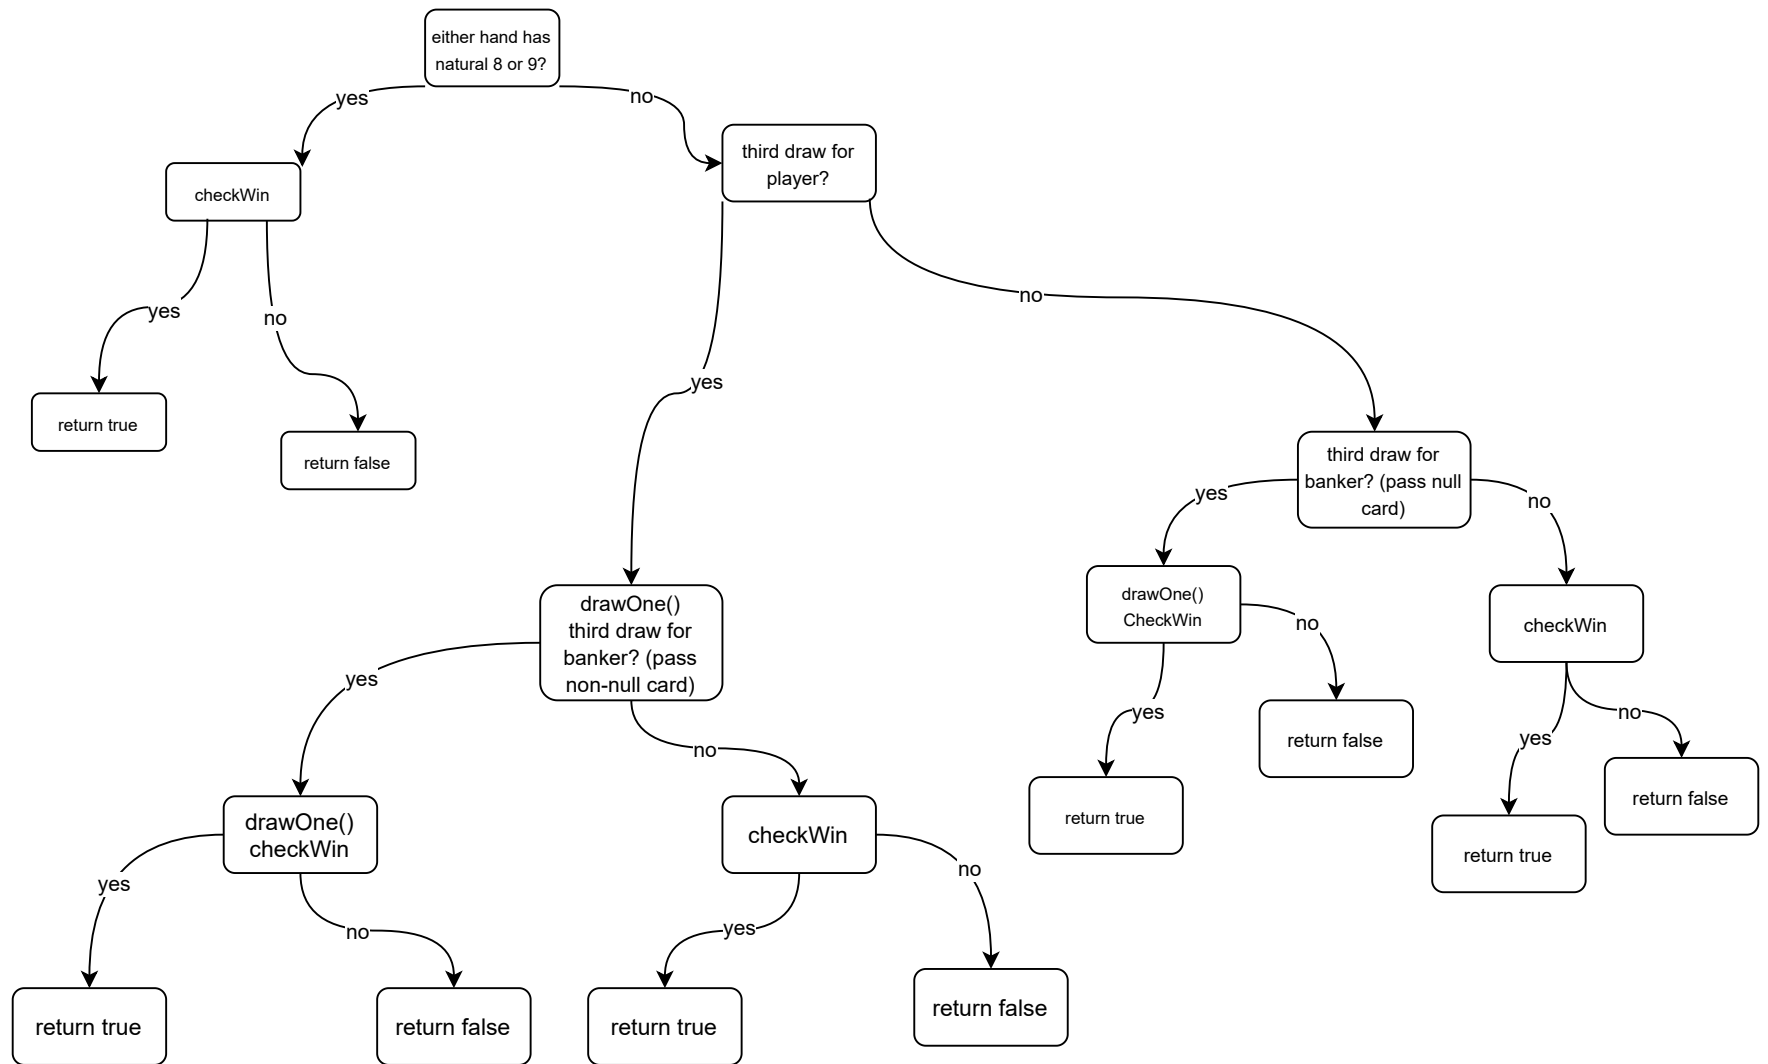 either hand has
natural 8 or 9?
yes
no
third draw for
player?
checkWin
yes
no
no
yes
return true
return false
third draw for
banker? (pass null
card)
yes
no
drawOne()
CheckWin
no
yes
checkWin
no
yes
return false
return true
return false
return true
drawOne()
third draw for
banker? (pass
non-null card)
yes
no
drawOne()
checkWin
checkWin
yes
no
yes
no
return true
return false
return true
return false